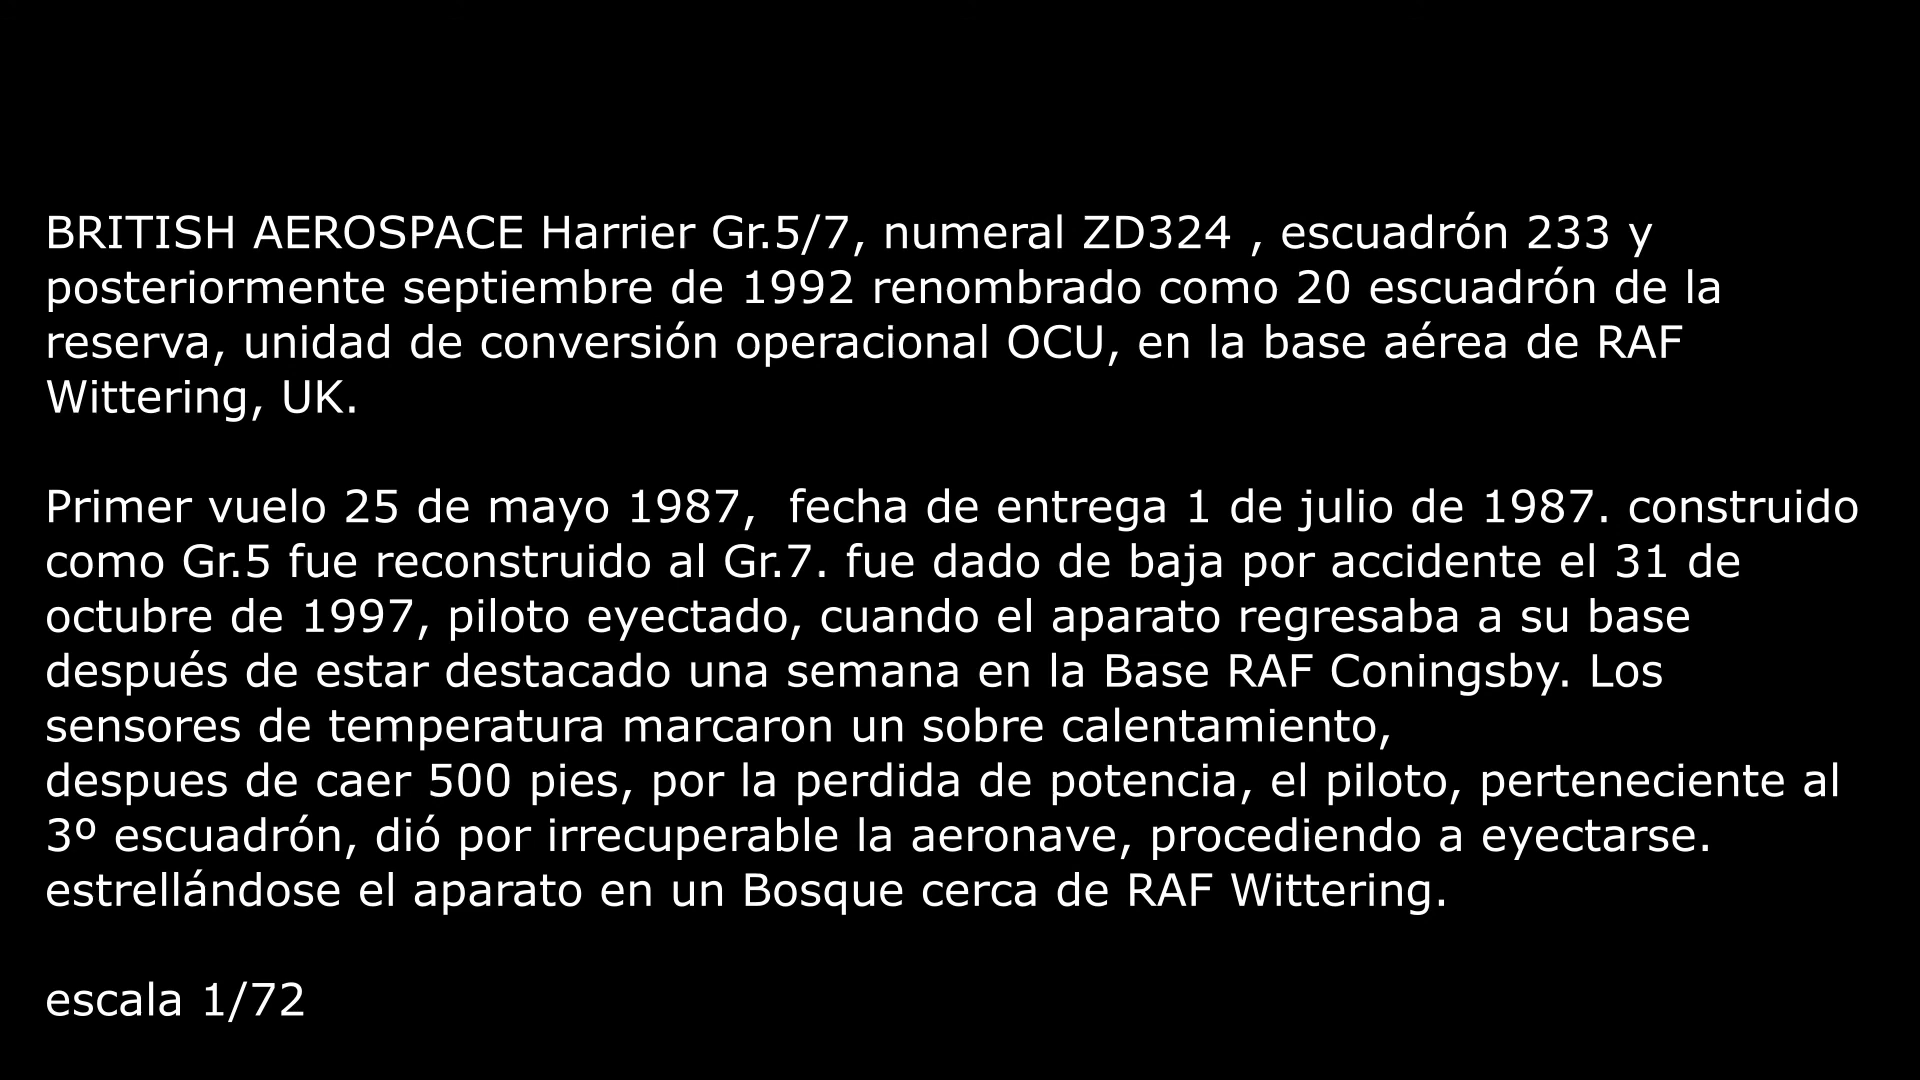 BRITISH AEROSPACE Harrier Gr.5/7, numeral ZD324 , escuadrón 233 y
posteriormente septiembre de 1992 renombrado como 20 escuadrón de la
reserva, unidad de conversión operacional OCU, en la base aérea de RAF
Wittering, UK.
Primer vuelo 25 de mayo 1987,  fecha de entrega 1 de julio de 1987. construido
como Gr.5 fue reconstruido al Gr.7. fue dado de baja por accidente el 31 de
octubre de 1997, piloto eyectado, cuando el aparato regresaba a su base
después de estar destacado una semana en la Base RAF Coningsby. Los
sensores de temperatura marcaron un sobre calentamiento,
despues de caer 500 pies, por la perdida de potencia, el piloto, perteneciente al
3º escuadrón, dió por irrecuperable la aeronave, procediendo a eyectarse.
estrellándose el aparato en un Bosque cerca de RAF Wittering.
escala 1/72